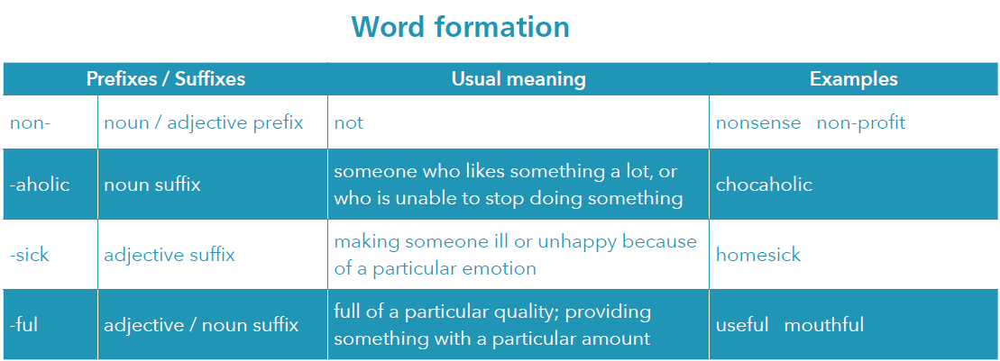 Word formation
Prefixes / Suffixes Usual meaning Examples
non- noun / adjective prefix not nonsense non-profit
-aholic noun suffix someone who likes something a lot, or who is unable to stop doing something chocaholic
-sick adjective suffix making someone ill or unhappy because of a particular emotion homesick
-ful adjective / noun suffix full of a particular quality; providing something with a particular amount useful mouthful